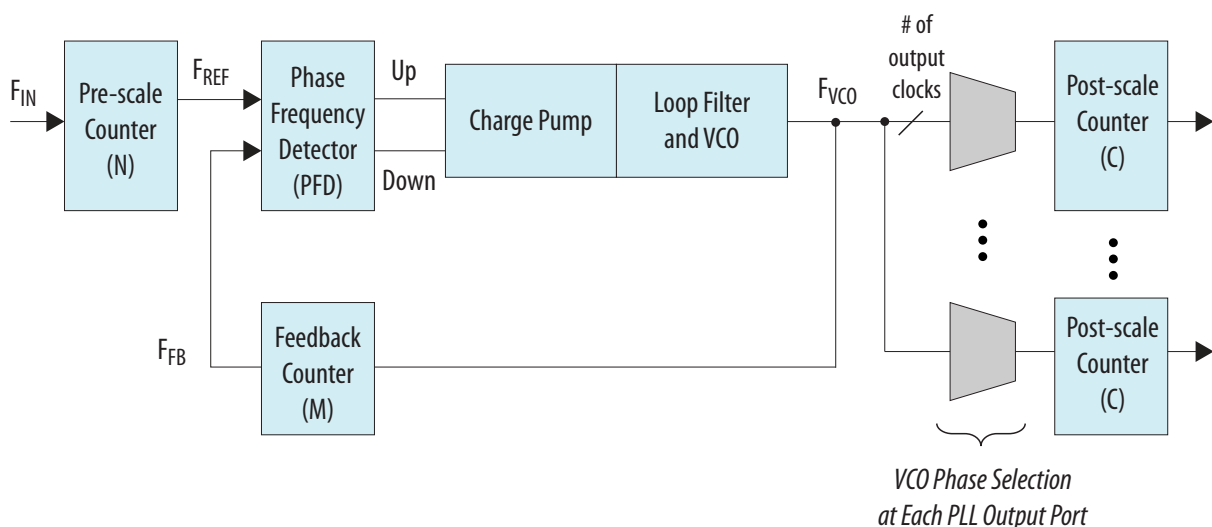 # of
output
clocks
F_IN
Pre-scale
Counter
(N)
F_REF
Phase
Frequency
Detector
(PFD)
Up
Down
Charge Pump
Loop Filter
and VCO
F_VCO
Post-scale
Counter
(C)
F_FB
Feedback
Counter
(M)
Post-scale
Counter
(C)
VCO Phase Selection
at Each PLL Output Port